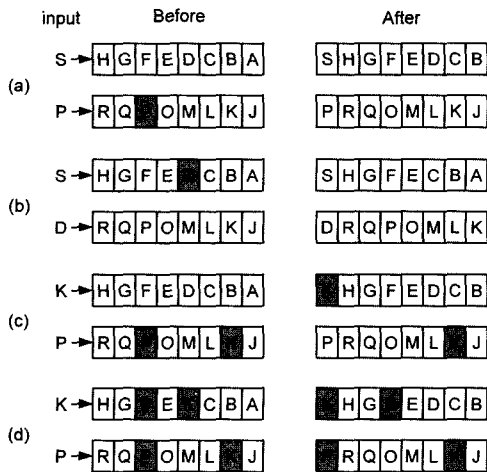 input Before After
S H G F E D C B A S H G F E D C B
(a)
P R Q O M L K J P R Q O M L K J
S H G F E C B A S H G F E C B A
(b)
D R Q P O M L K J D R Q P O M L K
K H G F E D C B A H G F E D C B
(c)
P R Q O M L J P R Q O M L J
K H G E C B A H G E D C B
(d)
P R Q O M L J R Q O M L J